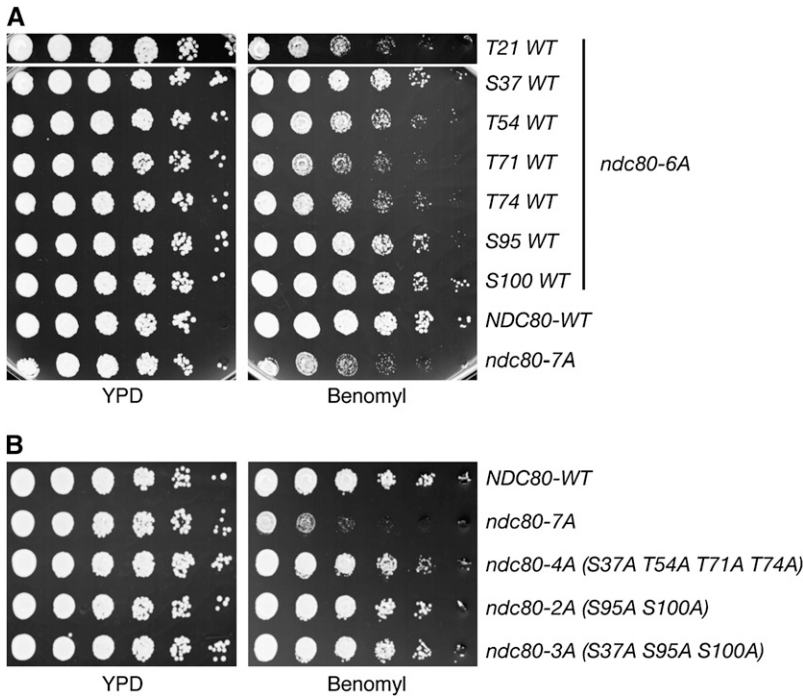 A
T21 WT
S37 WT
T54 WT
T71 WT
ndc80-6A
T74 WT
S95 WT
S100 WT
NDC80-WT
ndc80-7A
YPD Benomyl
B
NDC80-WT
ndc80-7A
ndc80-4A (S37A T54A T71A T74A)
ndc80-2A (S95A S100A)
ndc80-3A (S37A S95A S100A)
YPD Benomyl